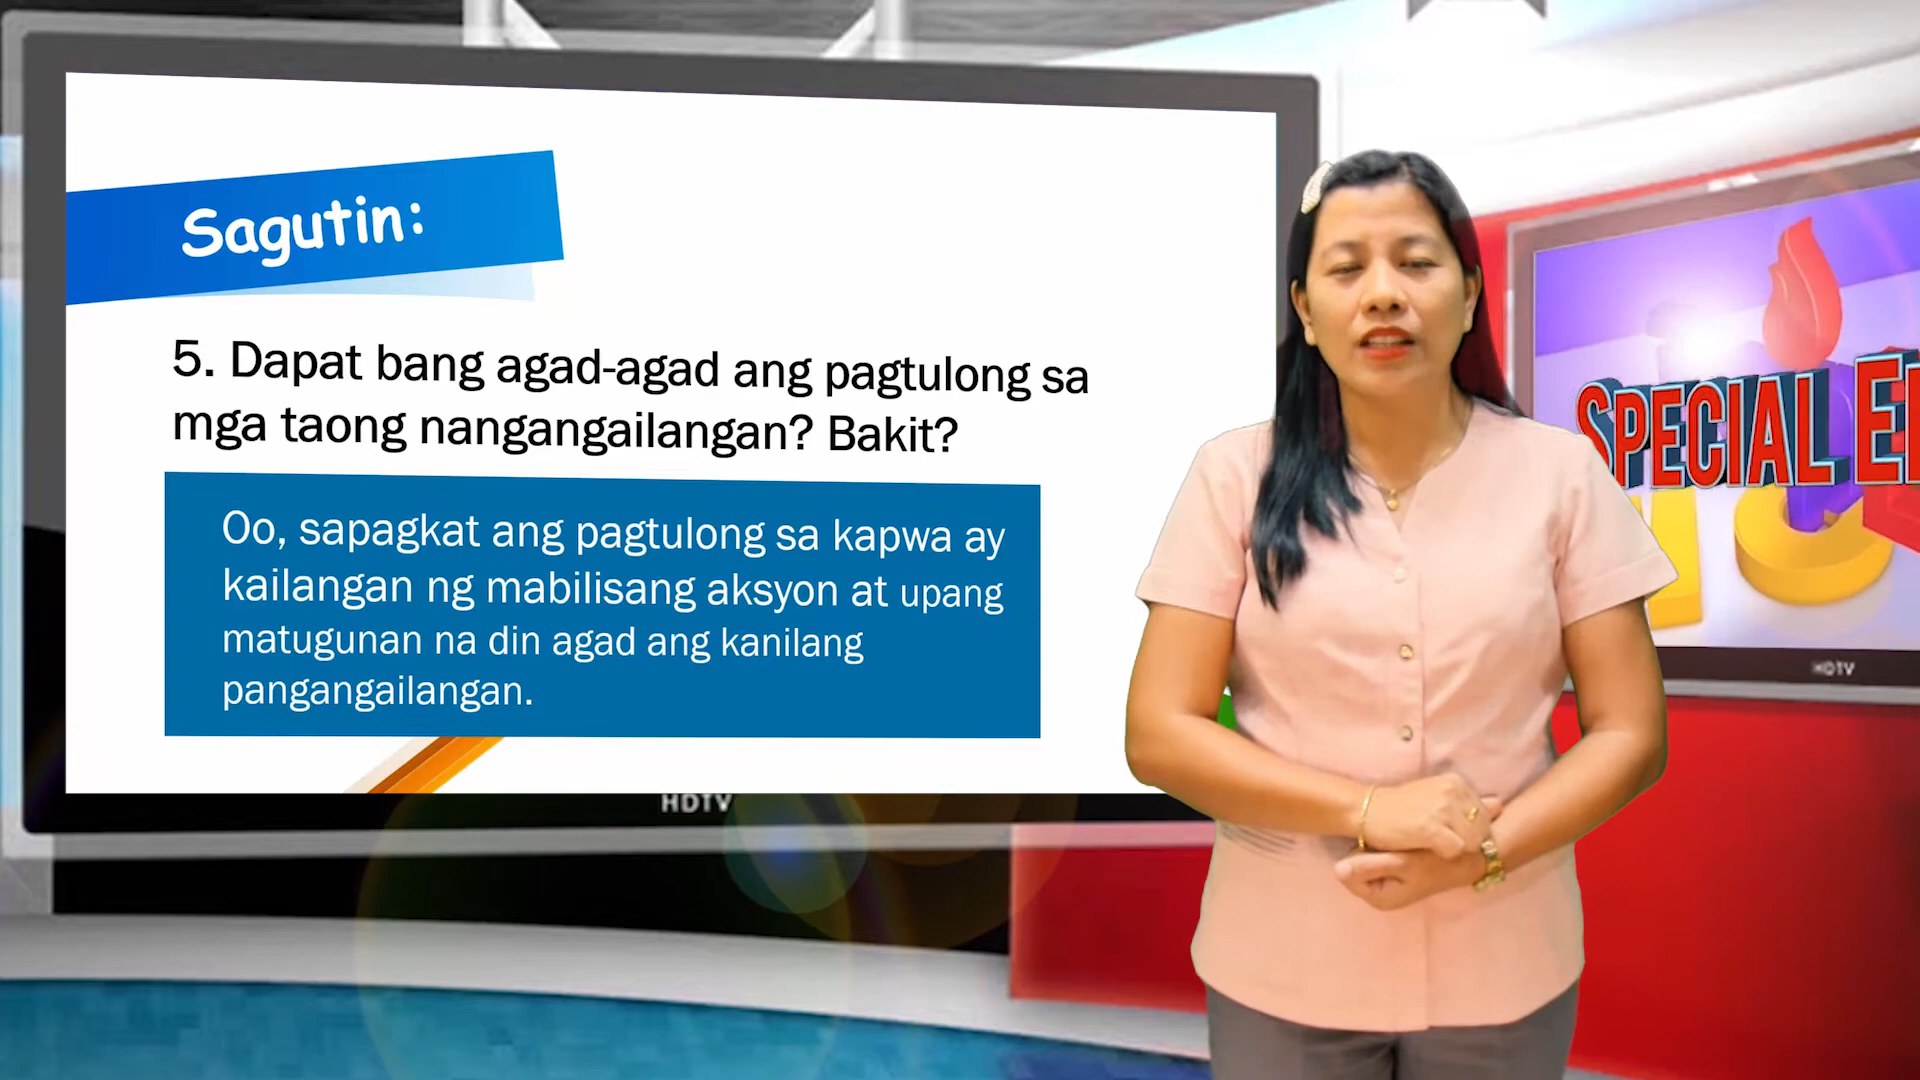 Sagutin:
5. Dapat bang agad-agad ang pagtulong sa
mga taong nangangailangan? Bakit?
Oo, sapagkat ang pagtulong sa kapwa ay
kailangan ng mabilisang aksyon at upang
matugunan na din agad ang kanilang
pangangailangan.
HDTV
SPECIAL
HDTV